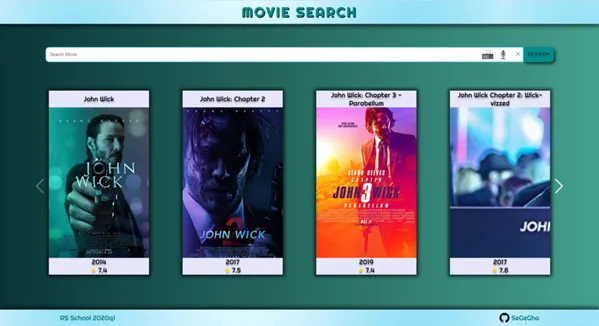 MOVIE SEARCH
Search Movie
SEARCH
John Wick
John Wick: Chapter 2
John Wick: Chapter 3 -
Parabellum
John Wick Chapter 2: Wick-
vizzed
KEANU REEVES
JOHN
WICK
2
JOHN WICK
KEANU REEVES
CHAPTER
JOHN 3 WICK
PARABELLUM
JOHN
2014
7.4
2017
7.5
2019
7.4
2017
7.8
RS School 2020q1
SeGeGha